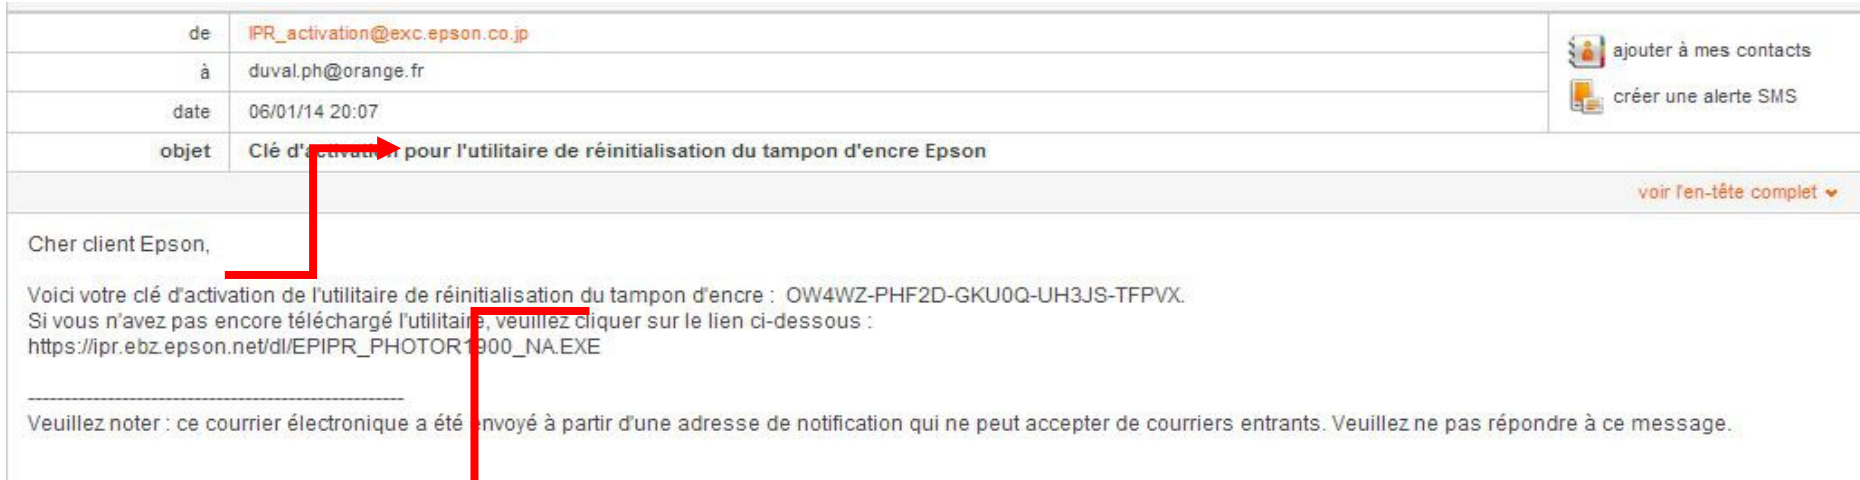 de IPR_activation@exc.epson.co.jp
ajouter à mes contacts
à duval.ph@orange.fr
créer une alerte SMS
date 06/01/14 20:07
objet Clé d'activation pour l'utilitaire de réinitialisation du tampon d'encre Epson
voir l'en-tête complet
Cher client Epson,
Voici votre clé d'activation de l'utilitaire de réinitialisation du tampon d'encre : OW4WZ-PHF2D-GKU0Q-UH3JS-TFPVX.
Si vous n'avez pas encore téléchargé l'utilitaire, veuillez cliquer sur le lien ci-dessous :
https://ipr.ebz.epson.net/dl/EPIPR_PHOTOR1900_NA.EXE
----------------------------------------------------
Veuillez noter : ce courrier électronique a été envoyé à partir d'une adresse de notification qui ne peut accepter de courriers entrants. Veuillez ne pas répondre à ce message.